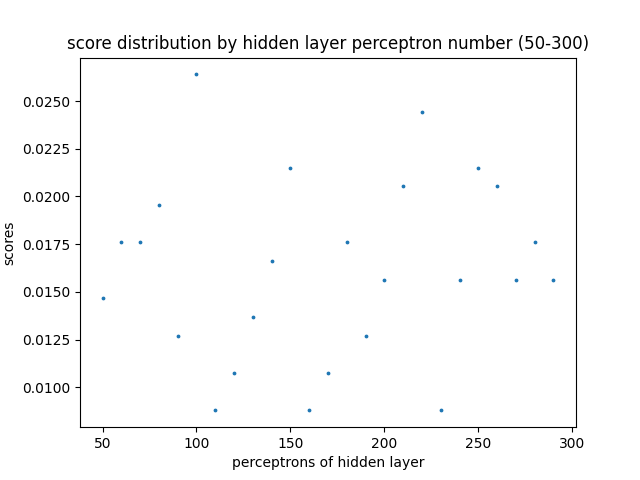 score distribution by hidden layer perceptron number (50-300)
0.0250
0.0225
0.0200
0.0175
0.0150
0.0125
0.0100
scores
50 100 150 200 250 300
perceptrons of hidden layer